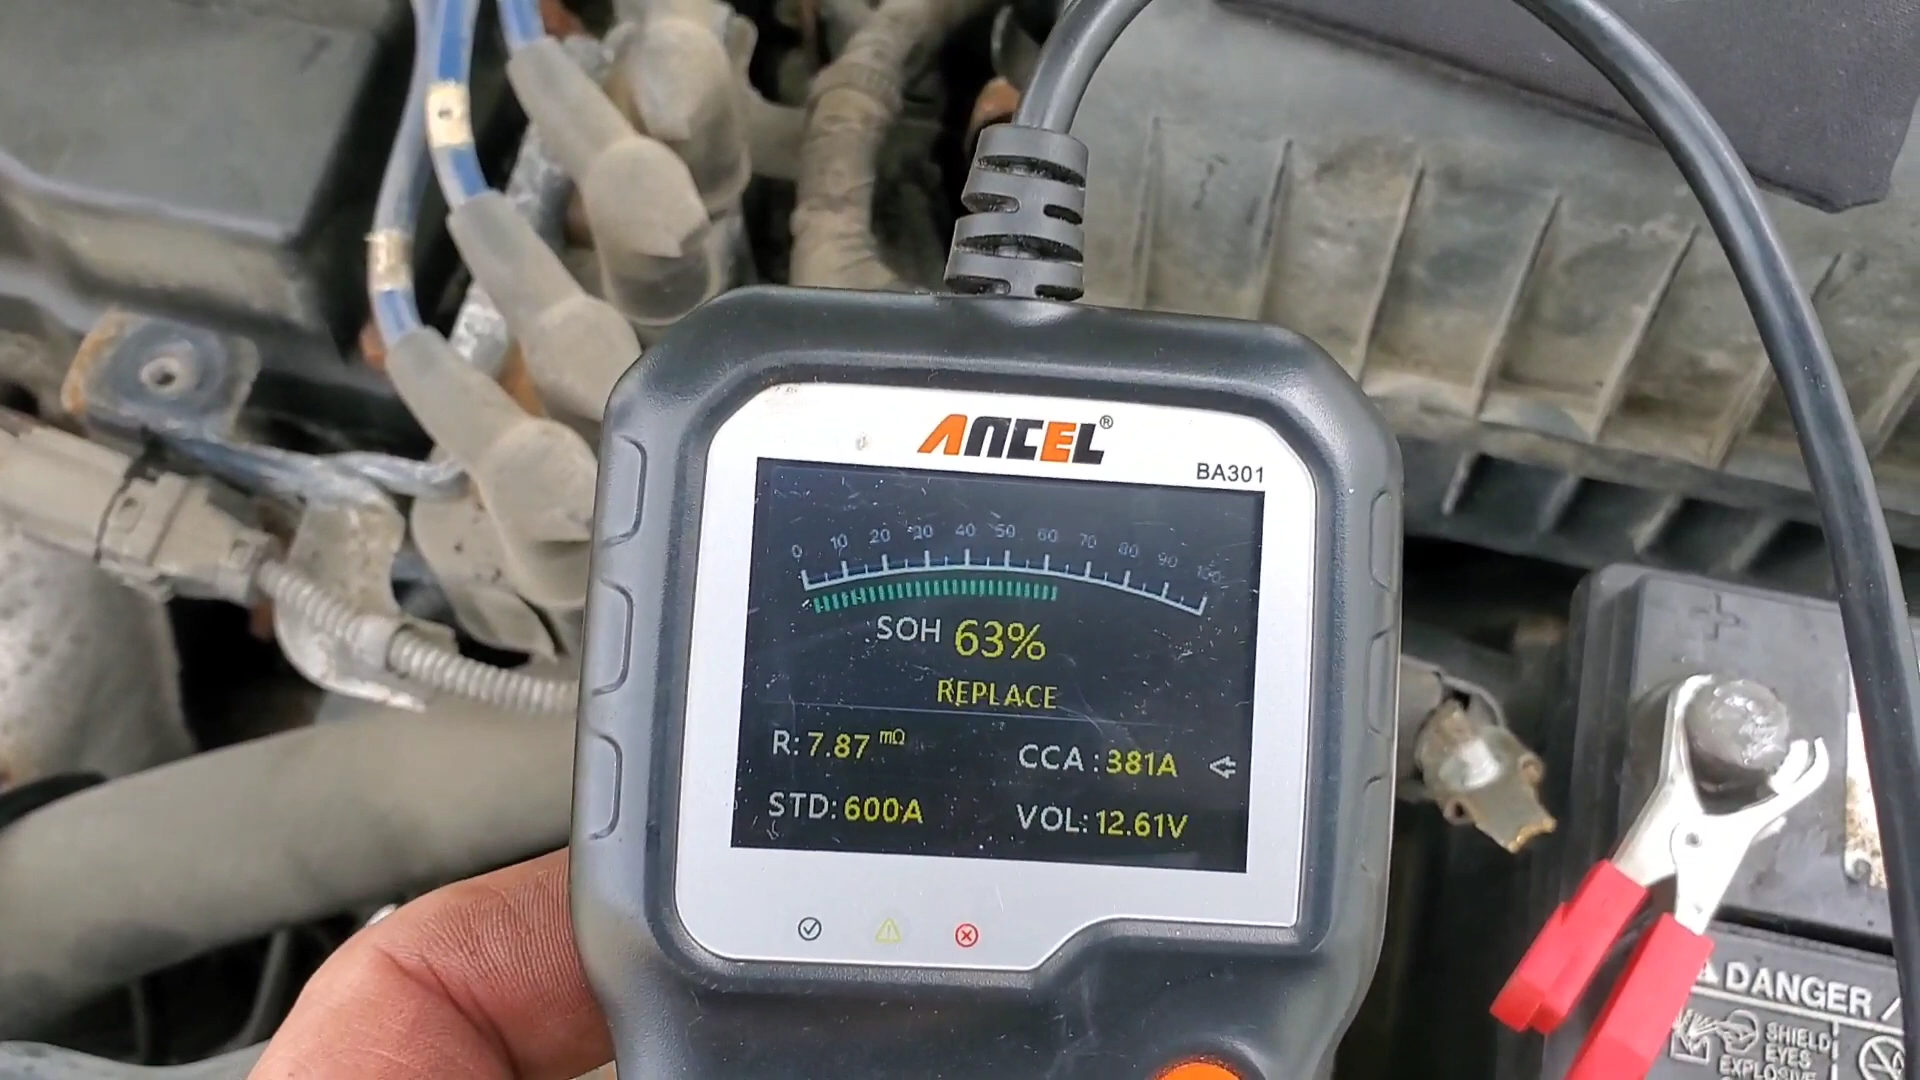 ANCEL®
BA301
0 10 20 30 40 50 60 70 80 90 100
SOH 63%
REPLACE
R: 7.87 mΩ
CCA : 381A
STD: 600A
VOL: 12.61V
+
DANGER /
SHIELD
EYES
EXPLOSIVE